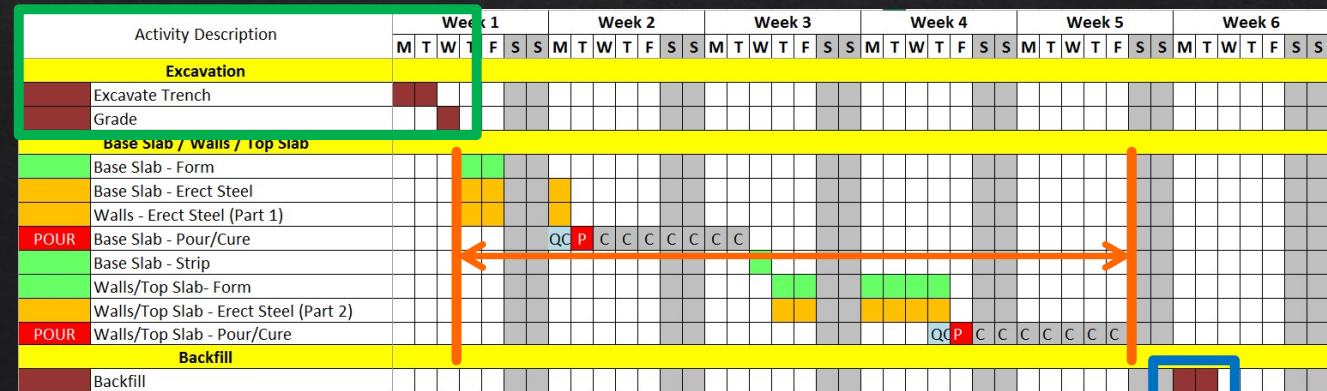 Activity Description Week 1 Week 2 Week 3 Week 4 Week 5 Week 6
M T W T F S S M T W T F S S M T W T F S S M T W T F S S M T W T F S S M T W T F S S
Excavation
Excavate Trench
Grade
Base Slab / Walls / Top Slab
Base Slab - Form
Base Slab - Erect Steel
Walls - Erect Steel (Part 1)
POUR Base Slab - Pour/Cure QC P C C C C C C C
Base Slab - Strip
Walls/Top Slab- Form
Walls/Top Slab - Erect Steel (Part 2)
POUR Walls/Top Slab - Pour/Cure QC P C C C C C C C
Backfill
Backfill